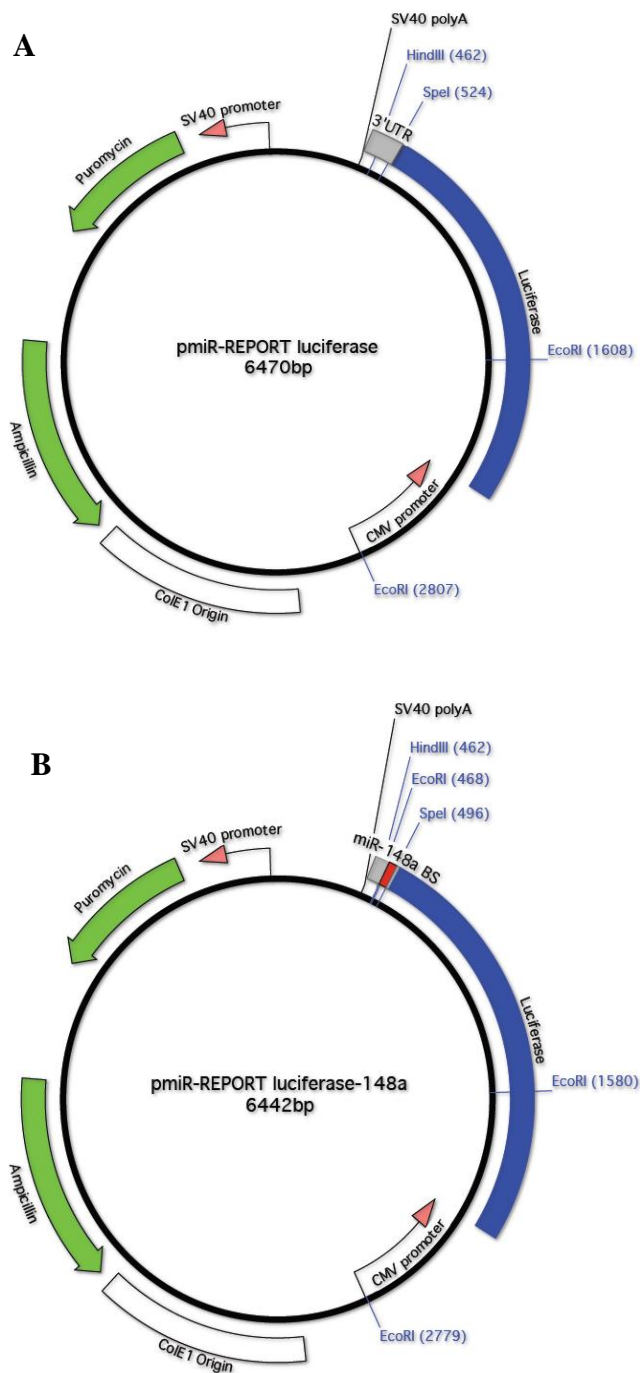 A
SV40 polyA
HindIII (462)
SpeI (524)
SV40 promoter
3'UTR
Puromycin
Luciferase
pmiR-REPORT luciferase
6470bp
EcoRI (1608)
Ampicillin
CMV promoter
EcoRI (2807)
ColE1 Origin
B
SV40 polyA
HindIII (462)
EcoRI (468)
SpeI (496)
SV40 promoter
miR-148a BS
Puromycin
Luciferase
pmiR-REPORT luciferase-148a
6442bp
EcoRI (1580)
Ampicillin
CMV promoter
EcoRI (2779)
ColE1 Origin